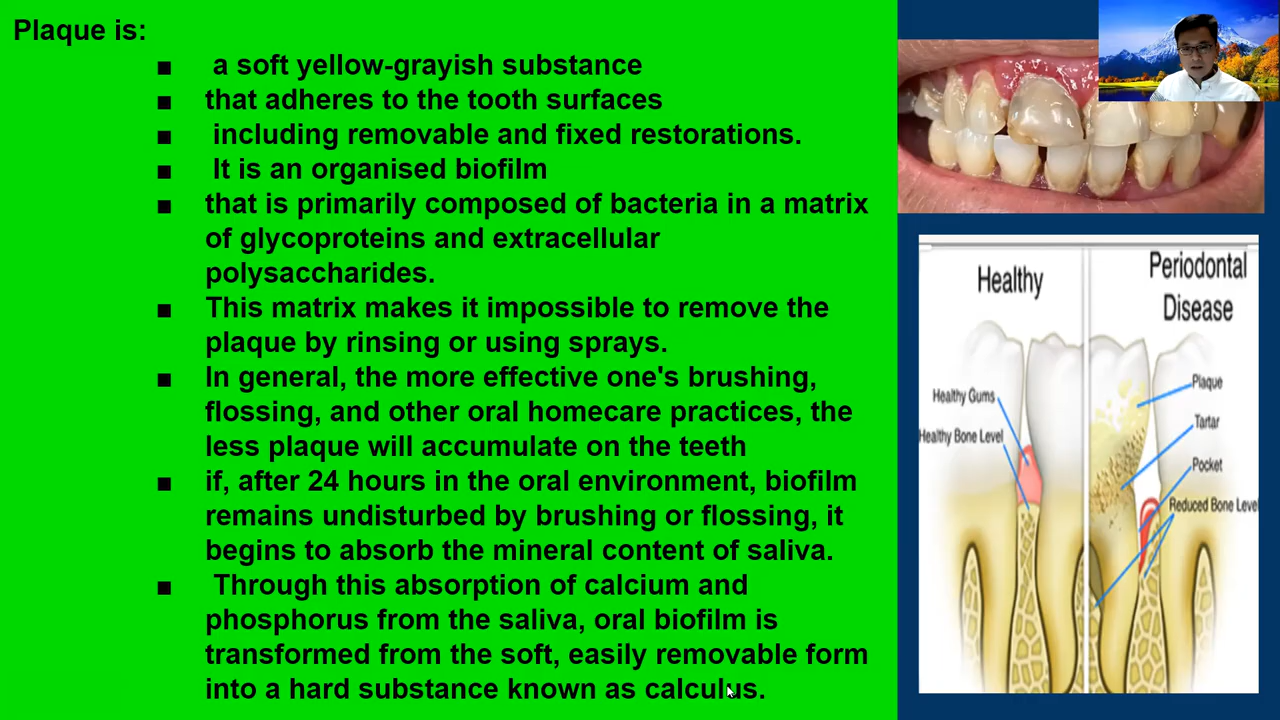 Plaque is:
■ a soft yellow-grayish substance
■ that adheres to the tooth surfaces
■ including removable and fixed restorations.
■ It is an organised biofilm
■ that is primarily composed of bacteria in a matrix
of glycoproteins and extracellular
polysaccharides.
■ This matrix makes it impossible to remove the
plaque by rinsing or using sprays.
■ In general, the more effective one's brushing,
flossing, and other oral homecare practices, the
less plaque will accumulate on the teeth
■ if, after 24 hours in the oral environment, biofilm
remains undisturbed by brushing or flossing, it
begins to absorb the mineral content of saliva.
■ Through this absorption of calcium and
phosphorus from the saliva, oral biofilm is
transformed from the soft, easily removable form
into a hard substance known as calculus.
Healthy
Healthy Gums
Healthy Bone Level
Periodontal
Disease
Plaque
Tartar
Pocket
Reduced Bone Level